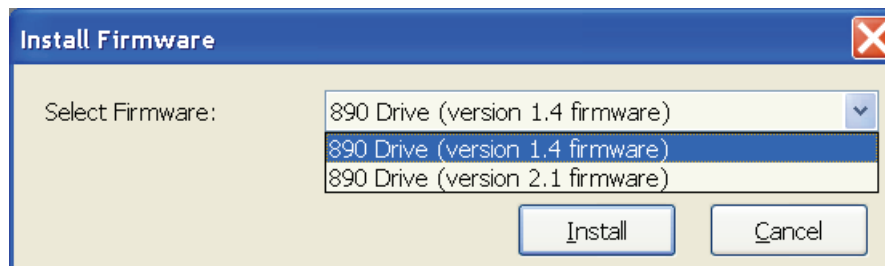 Install Firmware
Select Firmware: 890 Drive (version 1.4 firmware)
890 Drive (version 1.4 firmware)
890 Drive (version 2.1 firmware)
Install Cancel